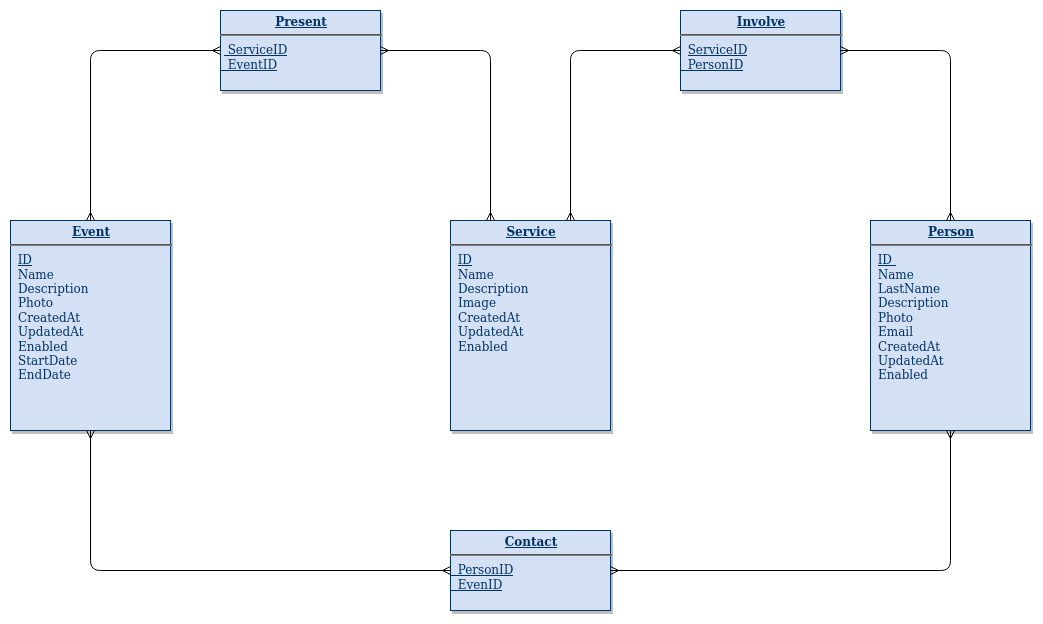 Present
ServiceID
EventID
Involve
ServiceID
PersonID
Event
ID
Name
Description
Photo
CreatedAt
UpdatedAt
Enabled
StartDate
EndDate
Service
ID
Name
Description
Image
CreatedAt
UpdatedAt
Enabled
Person
ID
Name
LastName
Description
Photo
Email
CreatedAt
UpdatedAt
Enabled
Contact
PersonID
EvenID